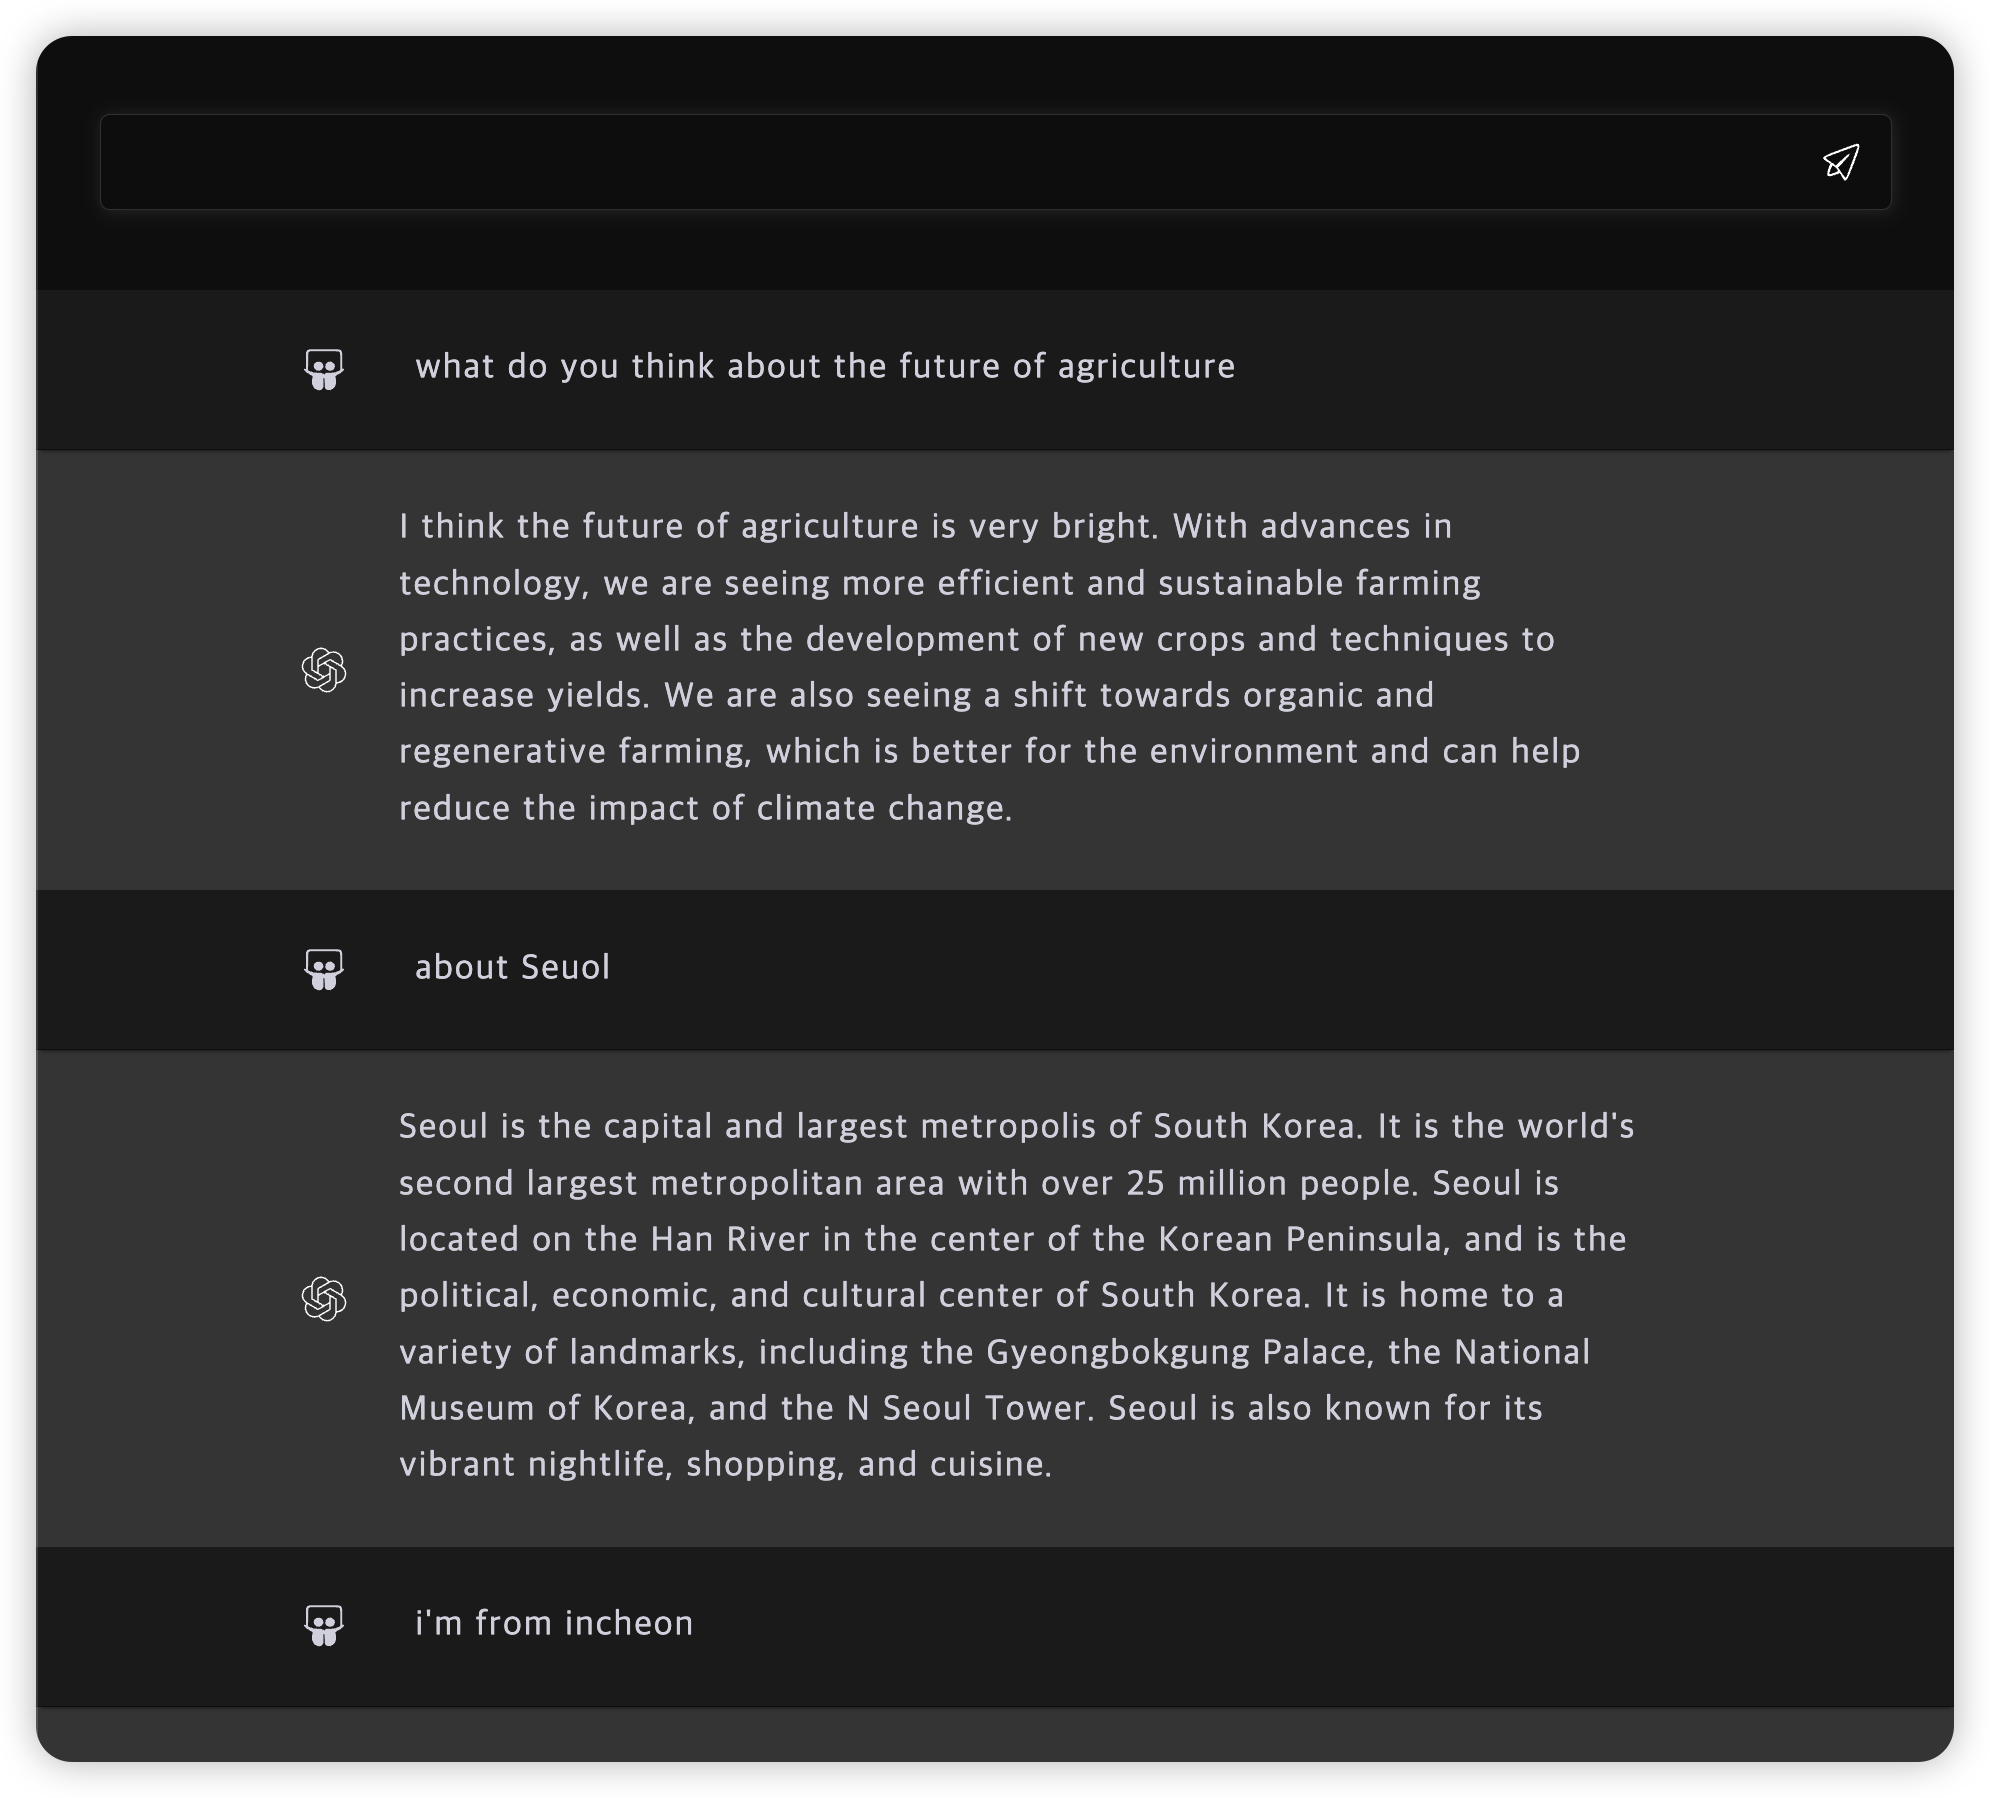 what do you think about the future of agriculture
I think the future of agriculture is very bright. With advances in
technology, we are seeing more efficient and sustainable farming
practices, as well as the development of new crops and techniques to
increase yields. We are also seeing a shift towards organic and
regenerative farming, which is better for the environment and can help
reduce the impact of climate change.
about Seuol
Seoul is the capital and largest metropolis of South Korea. It is the world's
second largest metropolitan area with over 25 million people. Seoul is
located on the Han River in the center of the Korean Peninsula, and is the
political, economic, and cultural center of South Korea. It is home to a
variety of landmarks, including the Gyeongbokgung Palace, the National
Museum of Korea, and the N Seoul Tower. Seoul is also known for its
vibrant nightlife, shopping, and cuisine.
i'm from incheon